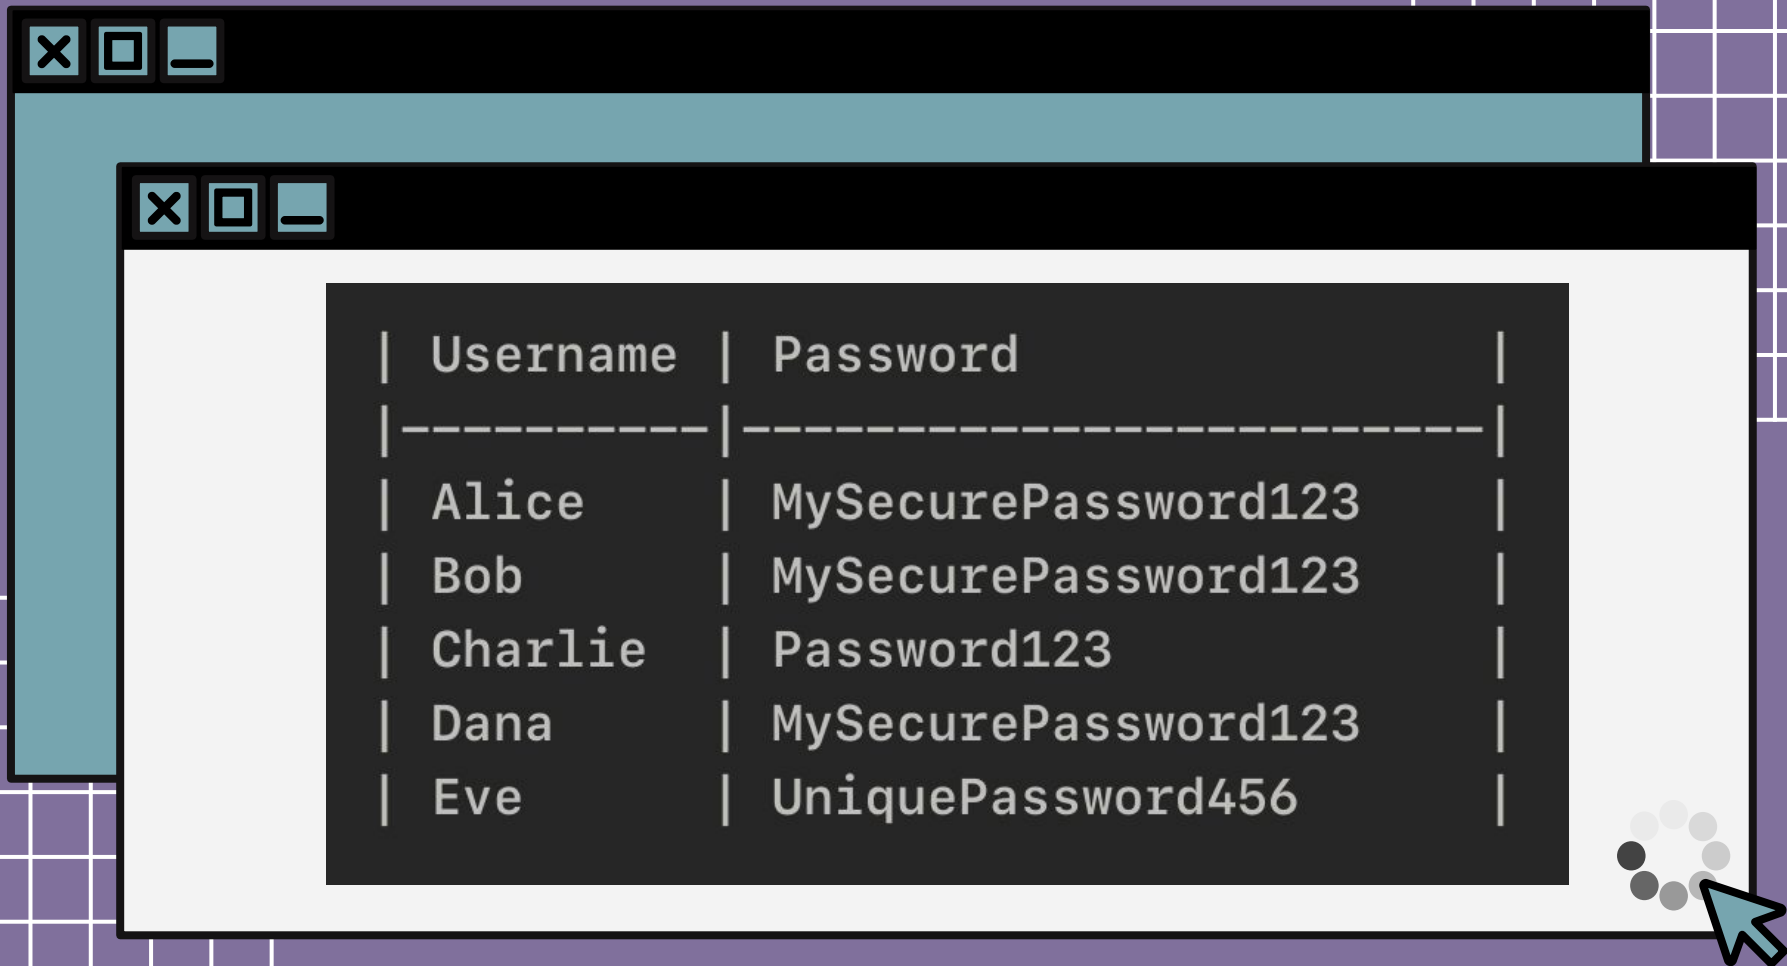 | Username | Password                |
|----------|------------------------|
| Alice    | MySecurePassword123    |
| Bob      | MySecurePassword123    |
| Charlie  | Password123            |
| Dana     | MySecurePassword123    |
| Eve      | UniquePassword456      |